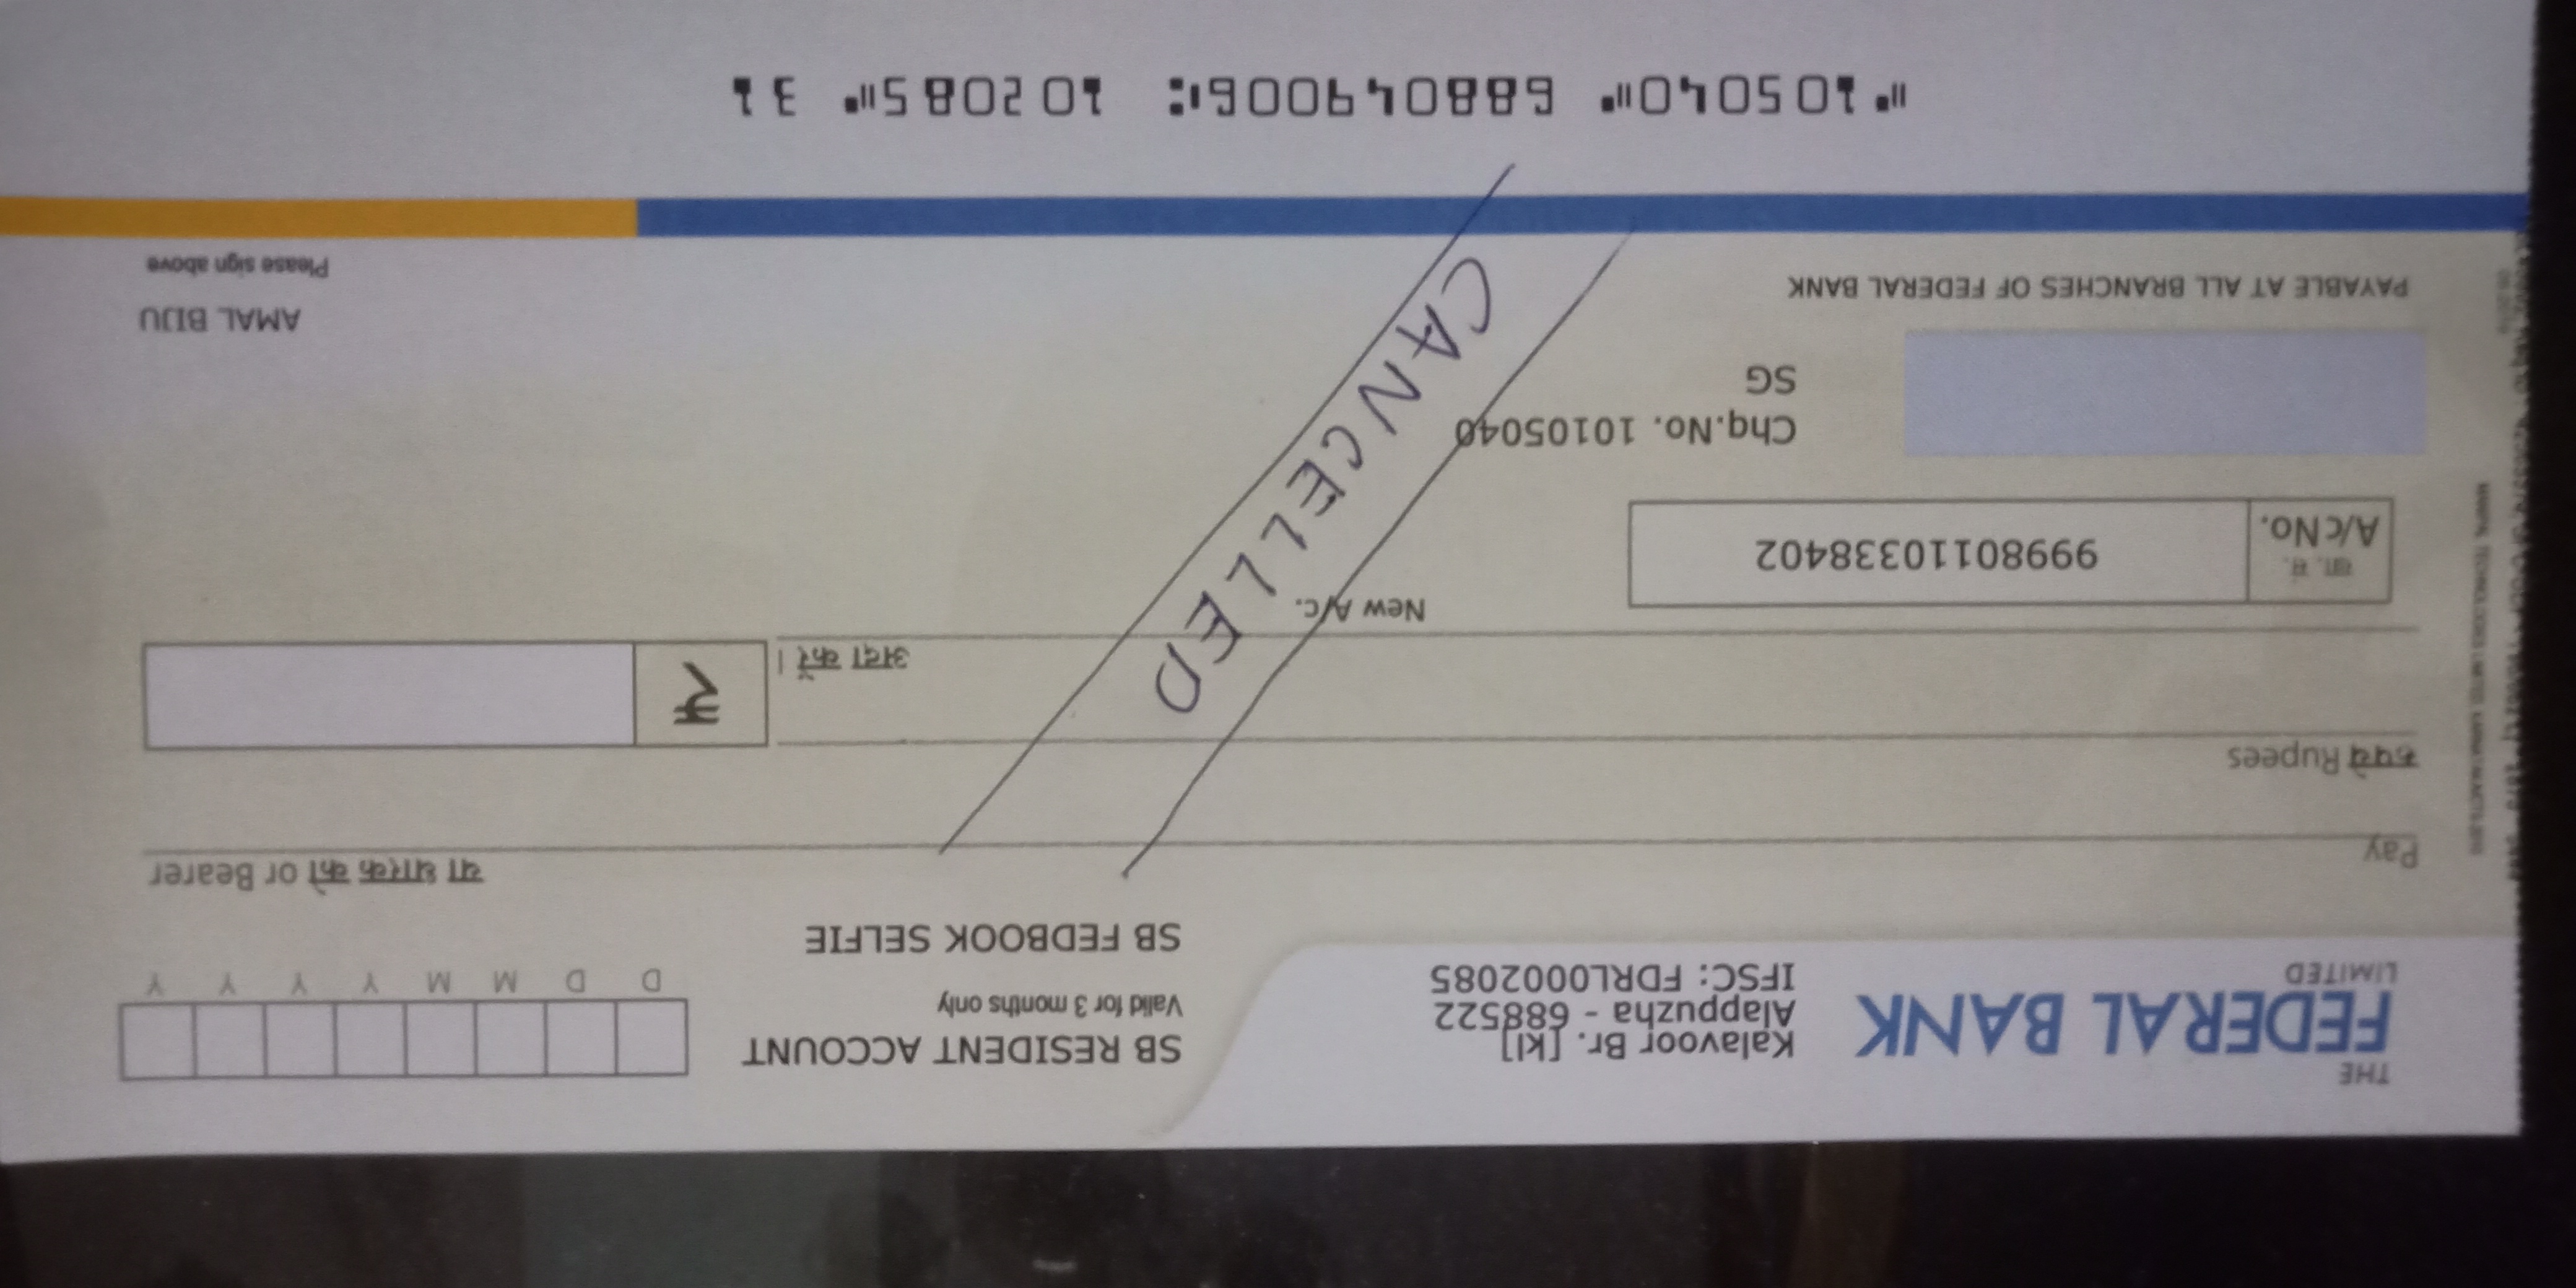 THE
FEDERAL BANK
LIMITED
Kalavoor Br. [kl]
Alappuzha - 688522
IFSC: FDRL0002085
SB RESIDENT ACCOUNT
Valid for 3 months only
SB FEDBOOK SELFIE
D D M M Y Y Y Y
Pay
या धारक को or Bearer
रुपये Rupees
अदा करें।
₹
New A/c.
खा. सं.
A/c No.
99980110338402
CANCELLED
Chq.No. 10105040
SG
PAYABLE AT ALL BRANCHES OF FEDERAL BANK
AMAL BIJU
Please sign above
⑈105040⑈ 688049006⑆ 102085⑈ 31